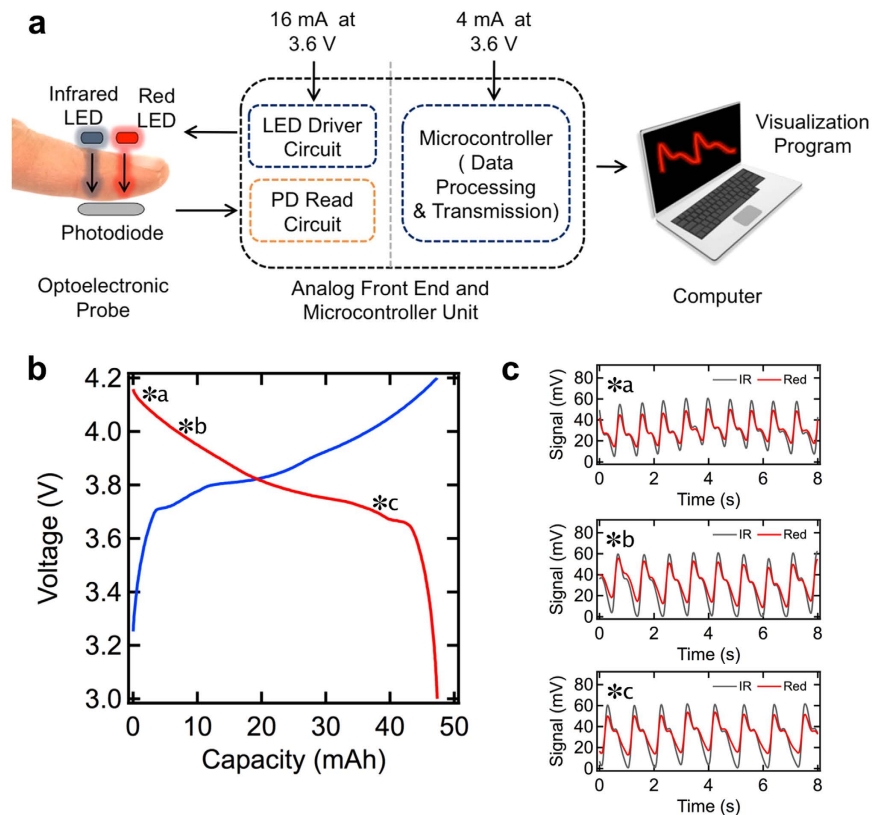 a
16 mA at
3.6 V
4 mA at
3.6 V
Infrared
LED
Red
LED
LED Driver
Circuit
PD Read
Circuit
Microcontroller
( Data
Processing
& Transmission)
Visualization
Program
Photodiode
Optoelectronic
Probe
Analog Front End and
Microcontroller Unit
Computer
b
4.2
4.0
3.8
3.6
3.4
3.2
3.0
Voltage (V)
*a
*b
*c
0
10
20
30
40
50
Capacity (mAh)
c
*a
IR
Red
80
60
40
20
0
Signal (mV)
0
2
4
6
8
Time (s)
*b
IR
Red
80
60
40
20
0
Signal (mV)
0
2
4
6
8
Time (s)
*c
IR
Red
80
60
40
20
0
Signal (mV)
0
2
4
6
8
Time (s)